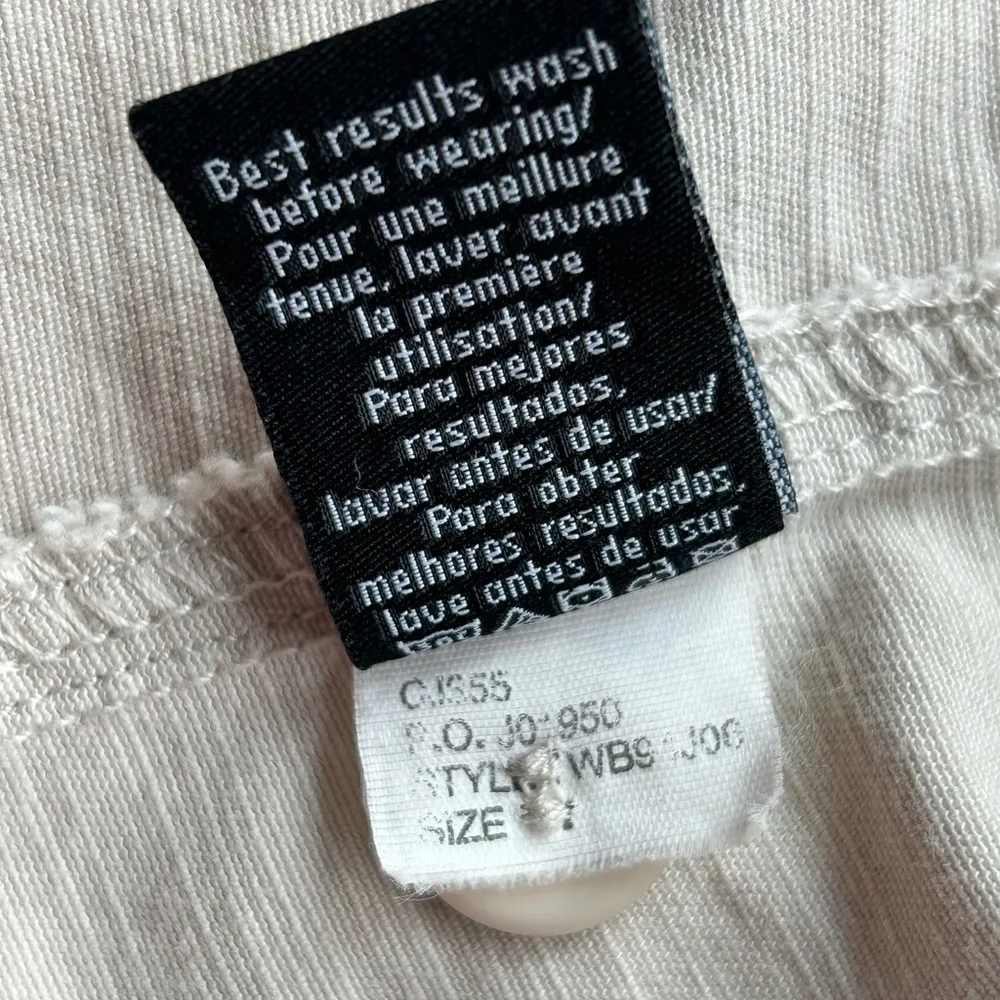 Best results wash
before wearing/
Pour une meillure
tenue, laver avant
la première
utilisation/
Para mejores
resultados,
lavar antes de usar/
Para obter
melhores resultados,
lave antes de usar
P.O.
SIZE